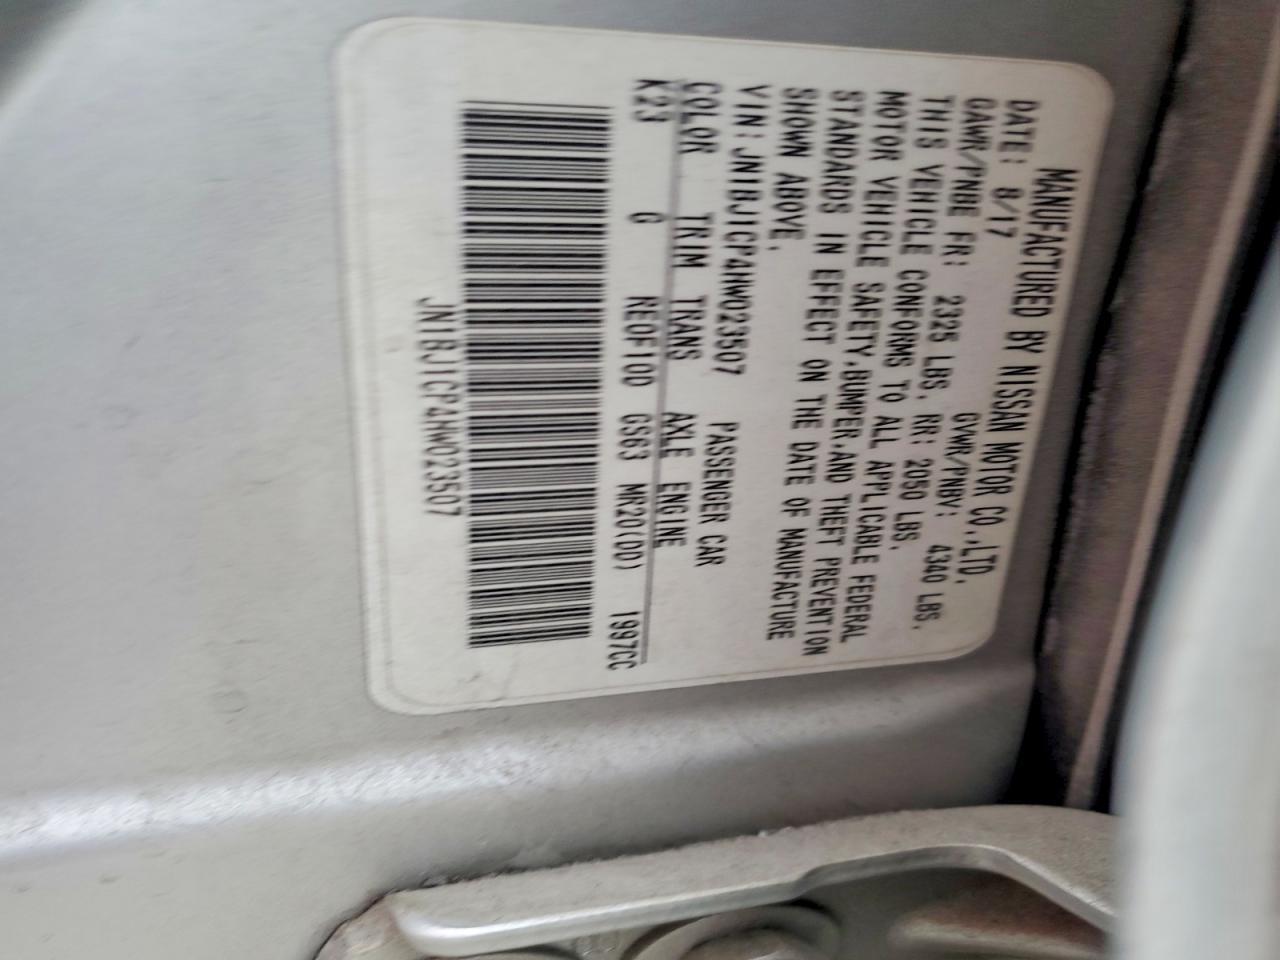 MANUFACTURED BY NISSAN MOTOR CO.,LTD.
DATE: 8/17 GVWR/PNBV: 4340 LBS.
GAWR/PNBE FR: 2325 LBS. RR: 2050 LBS.
THIS VEHICLE CONFORMS TO ALL APPLICABLE FEDERAL
MOTOR VEHICLE SAFETY,BUMPER,AND THEFT PREVENTION
STANDARDS IN EFFECT ON THE DATE OF MANUFACTURE
SHOWN ABOVE.
VIN: JN1BJ1CP4HW023507 PASSENGER CAR
COLOR TRIM TRANS AXLE ENGINE
K23 G RE0F10D GS63 MR20(DD) 1997CC
JN1BJ1CP4HW023507